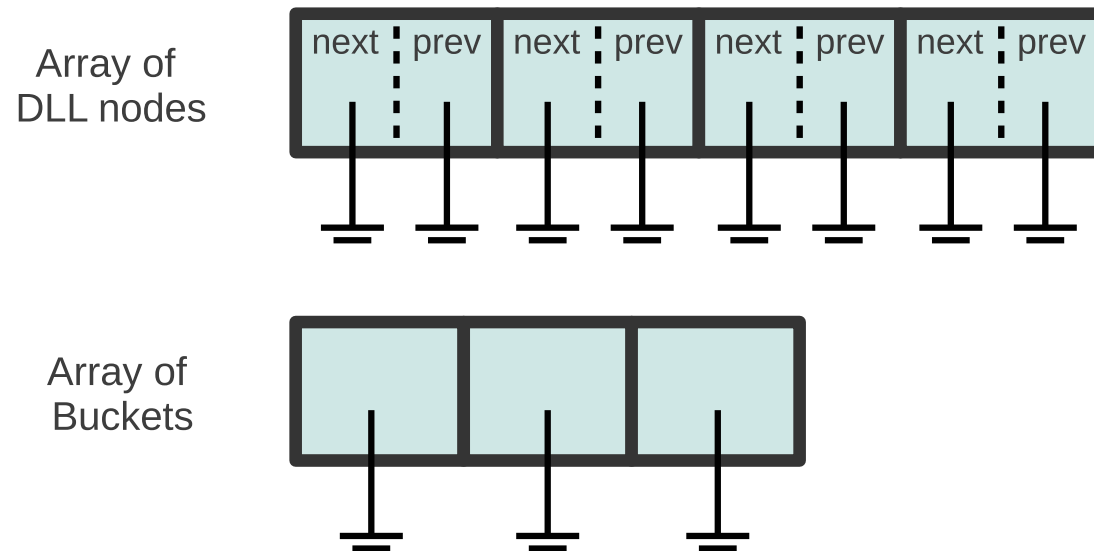 Array of
DLL nodes
next prev next prev next prev next prev
Array of
Buckets